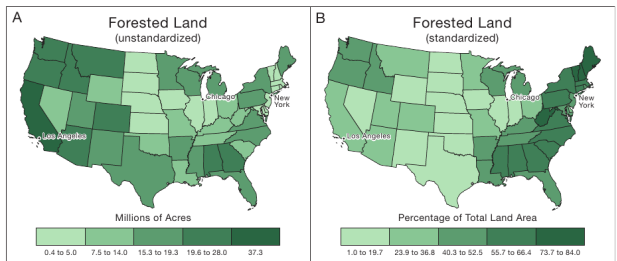 A
Forested Land
(unstandardized)
Chicago
New
York
Los Angeles
Millions of Acres
0.4 to 5.0 7.5 to 14.0 15.3 to 19.3 19.6 to 28.0 37.3
B
Forested Land
(standardized)
Chicago
New
York
Los Angeles
Percentage of Total Land Area
1.0 to 19.7 23.9 to 36.8 40.3 to 52.5 55.7 to 66.4 73.7 to 84.0